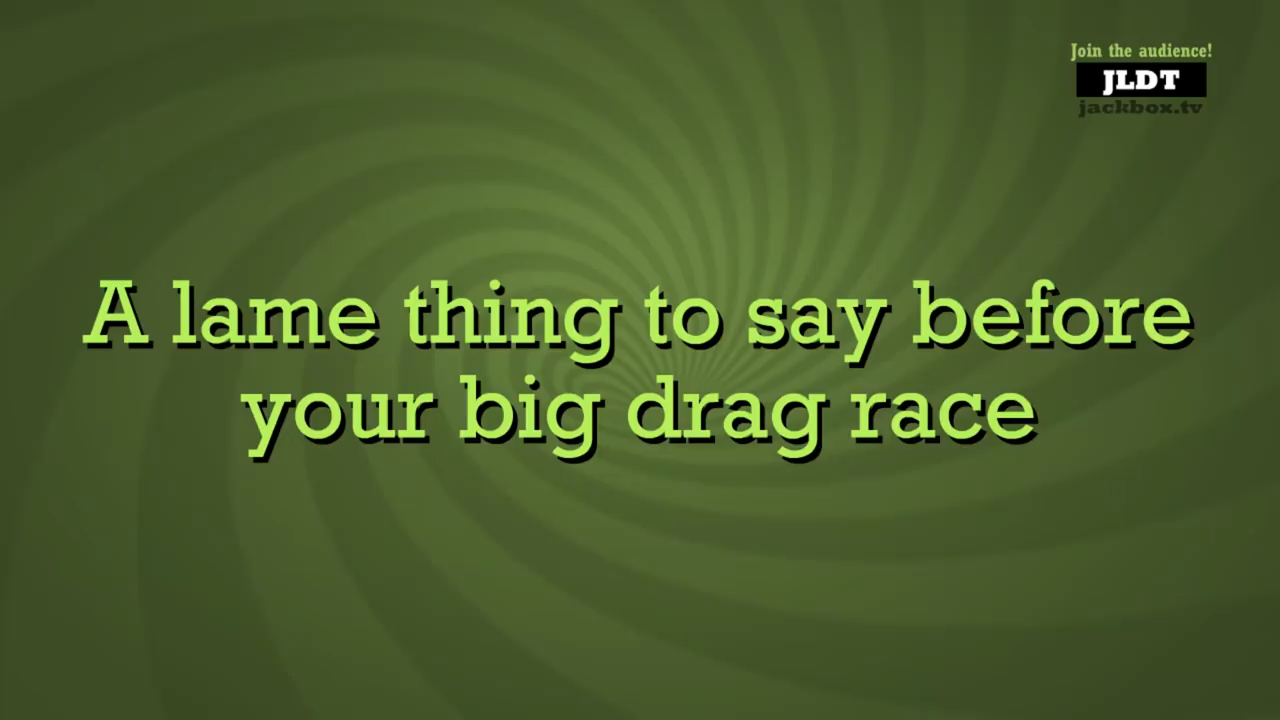 Join the audience!
JLDT
jackbox.tv
A lame thing to say before
your big drag race